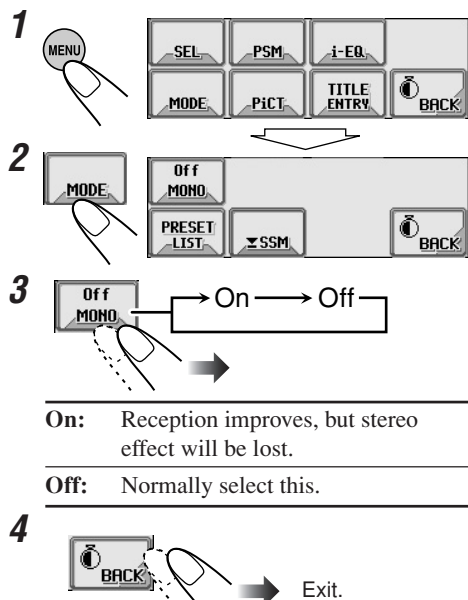 1
MENU
SEL PSM i-EQ
MODE PiCT TITLE ENTRY BACK
2
MODE
Off MONO
PRESET LIST SSM BACK
3
Off MONO
On Off
On: Reception improves, but stereo
effect will be lost.
Off: Normally select this.
4
BACK
Exit.